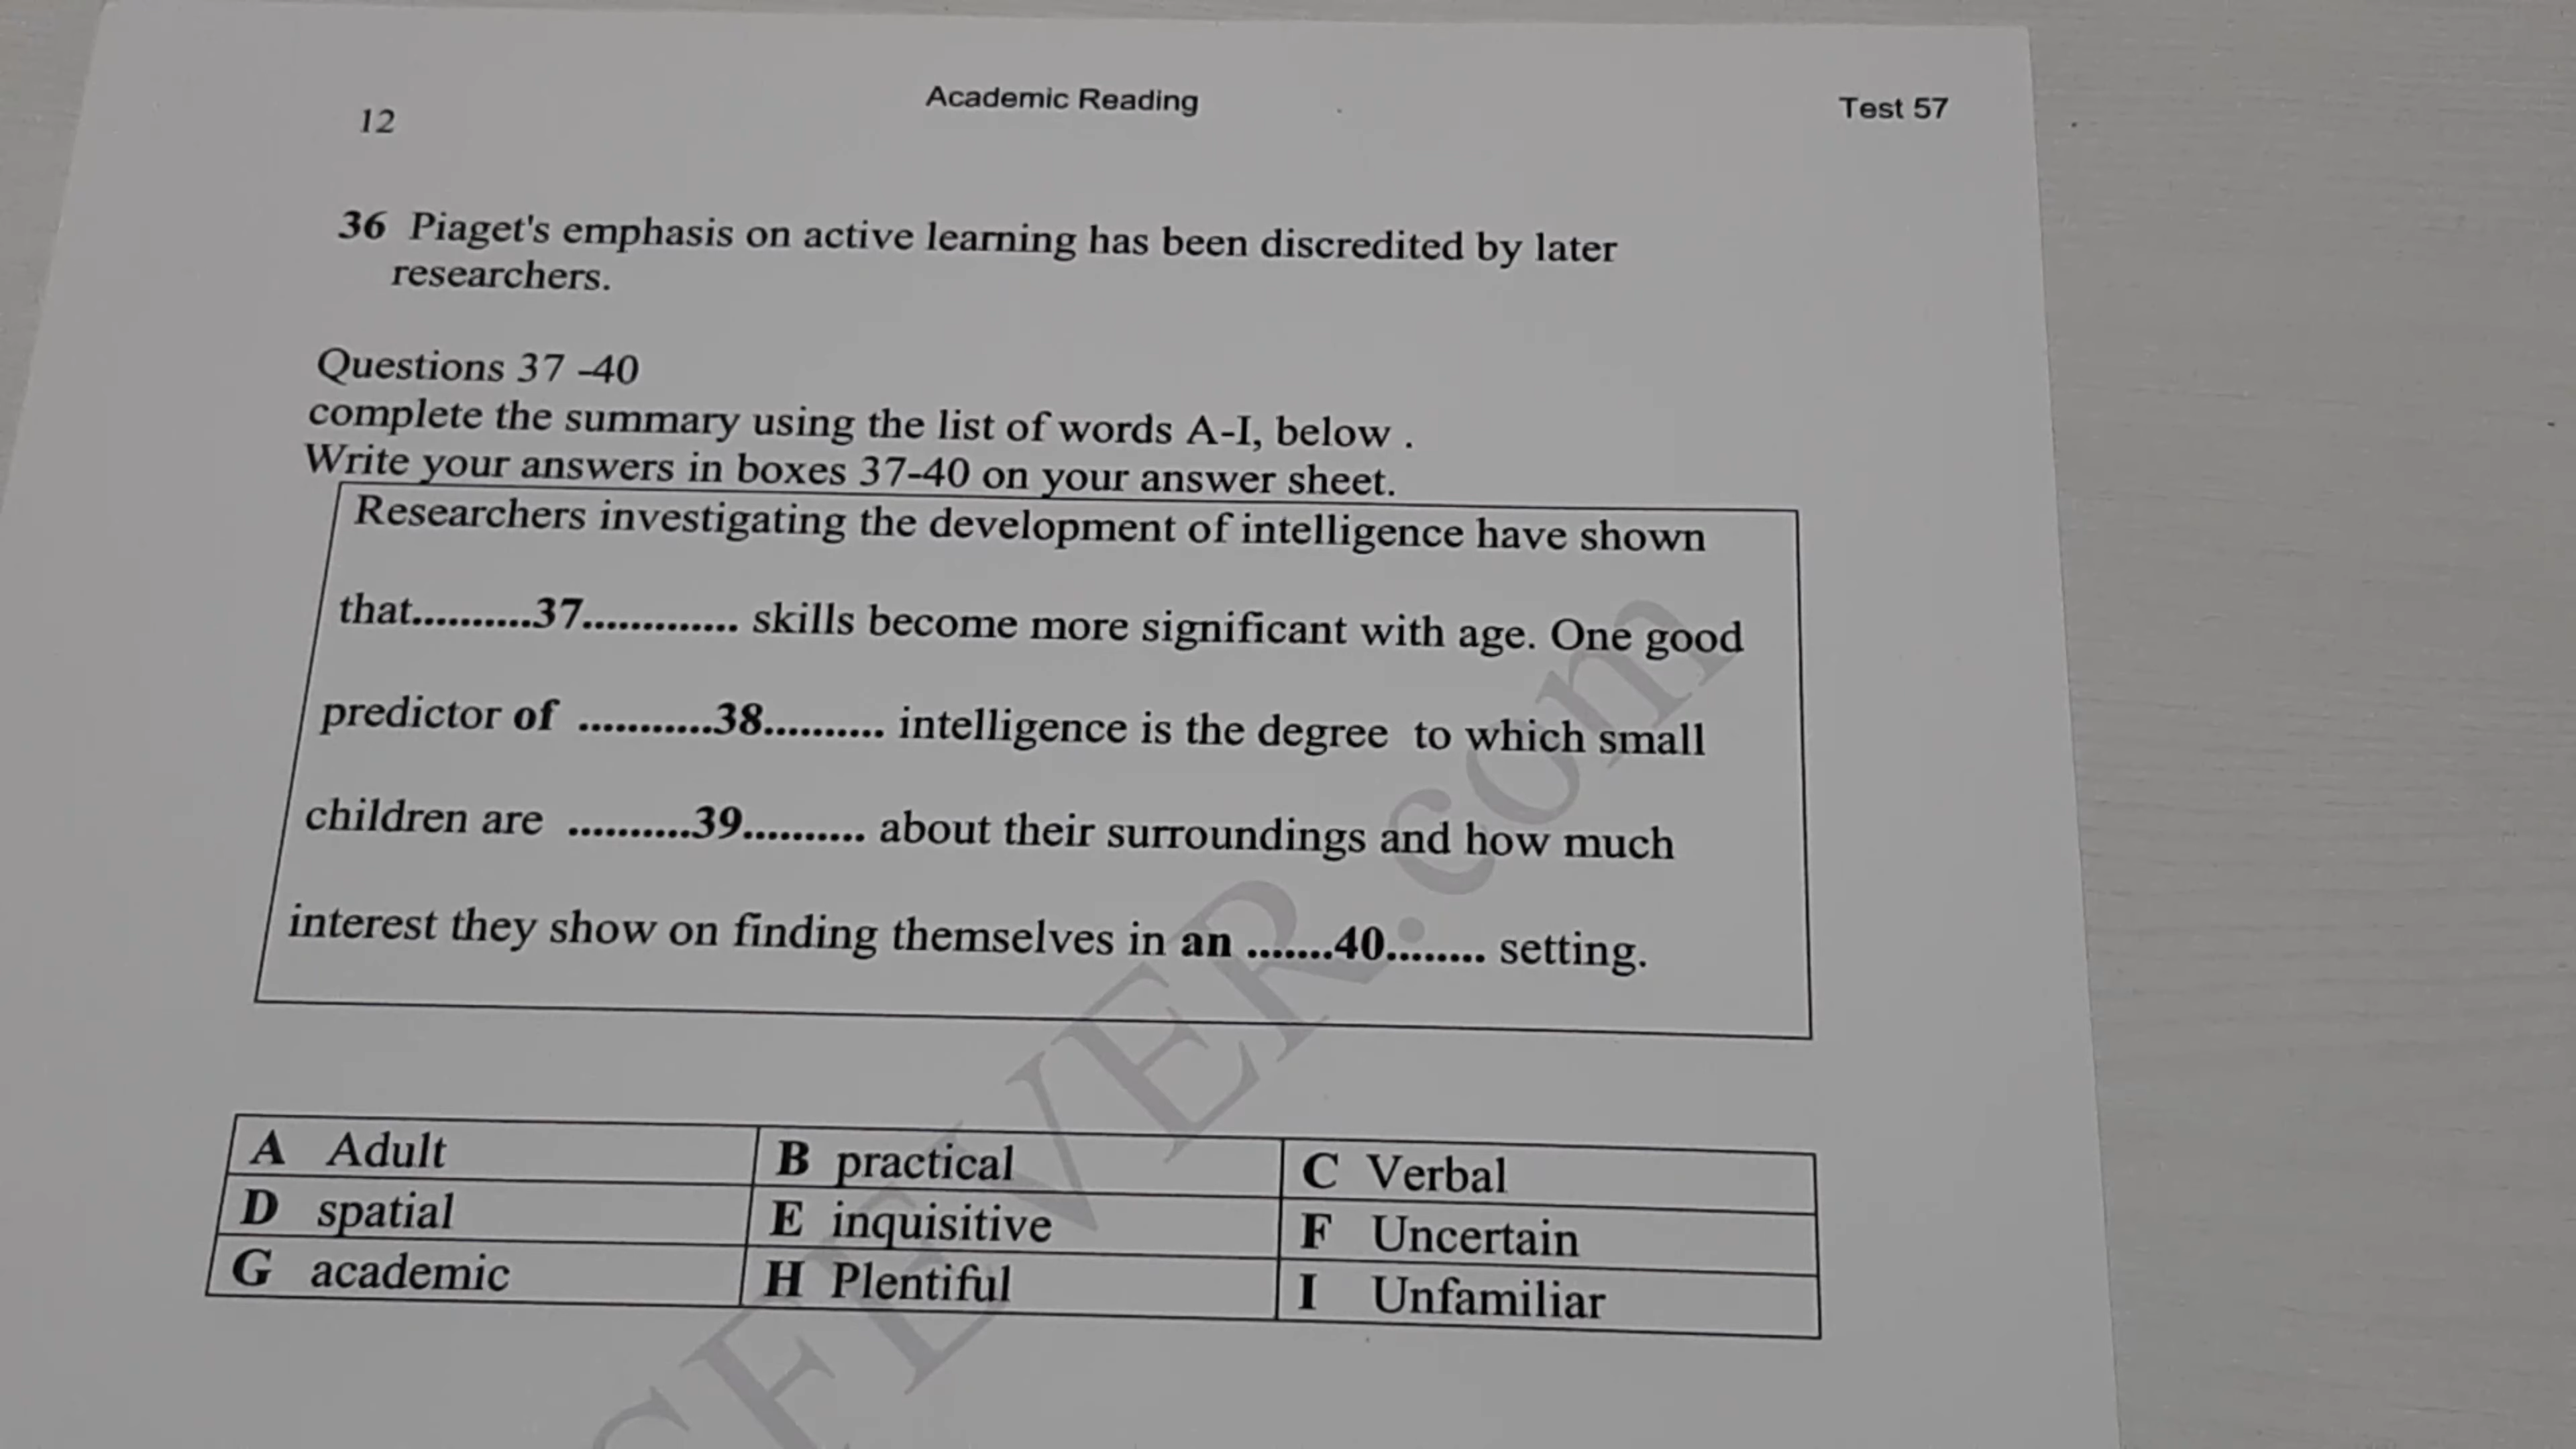 12
Academic Reading
Test 57
36 Piaget's emphasis on active learning has been discredited by later
researchers.
Questions 37 -40
complete the summary using the list of words A-I, below .
Write your answers in boxes 37-40 on your answer sheet.
Researchers investigating the development of intelligence have shown
that..........37............. skills become more significant with age. One good
predictor of ...........38.......... intelligence is the degree to which small
children are ..........39.......... about their surroundings and how much
interest they show on finding themselves in an .......40........ setting.
A Adult B practical C Verbal
D spatial E inquisitive F Uncertain
G academic H Plentiful I Unfamiliar